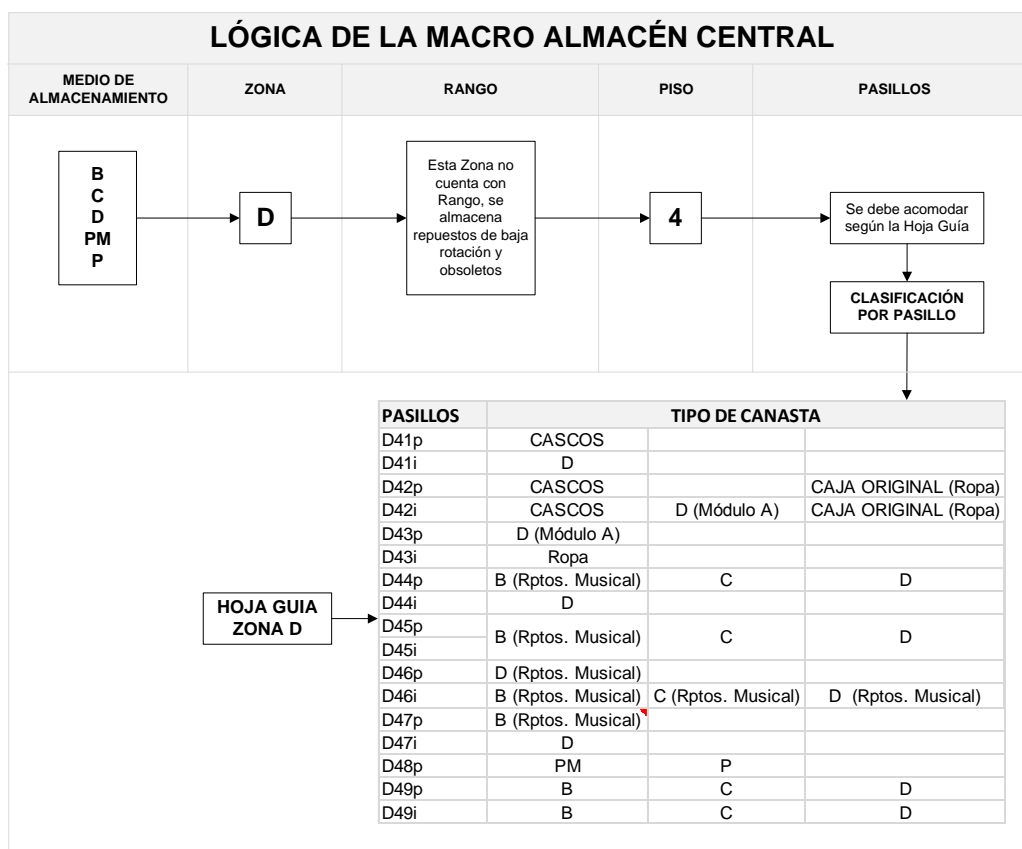 LÓGICA DE LA MACRO ALMACÉN CENTRAL
MEDIO DE
ALMACENAMIENTO
ZONA
RANGO
PISO
PASILLOS
B
C
D
PM
P
D
Esta Zona no
cuenta con
Rango, se
almacena
repuestos de baja
rotación y
obsoletos
4
Se debe acomodar
según la Hoja Guía
CLASIFICACIÓN
POR PASILLO
HOJA GUIA
ZONA D
PASILLOS TIPO DE CANASTA
D41p CASCOS
D41i D
D42p CASCOS CAJA ORIGINAL (Ropa)
D42i CASCOS D (Módulo A) CAJA ORIGINAL (Ropa)
D43p D (Módulo A)
D43i Ropa
D44p B (Rptos. Musical) C D
D44i D
D45p
B (Rptos. Musical) C D
D45i
D46p D (Rptos. Musical)
D46i B (Rptos. Musical) C (Rptos. Musical) D (Rptos. Musical)
D47p B (Rptos. Musical)
D47i D
D48p PM P
D49p B C D
D49i B C D